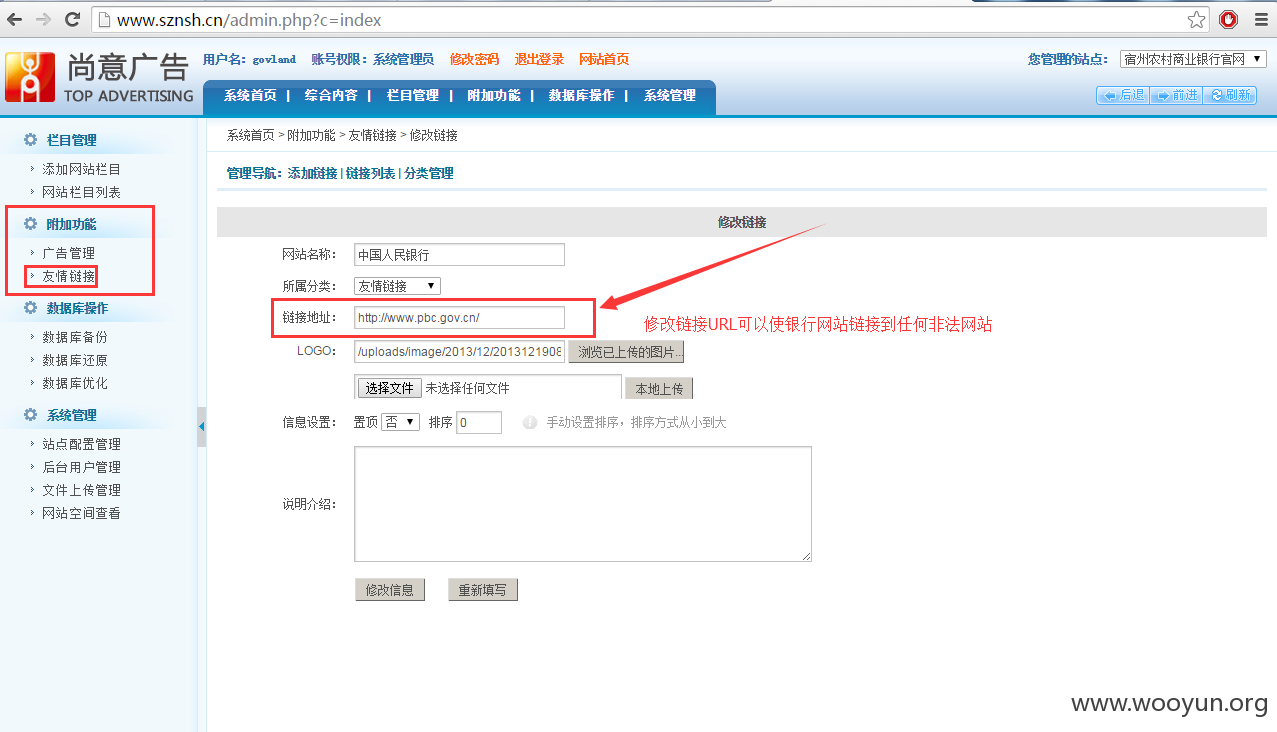 www.sznsh.cn/admin.php?c=index
尚意广告
TOP ADVERTISING
用户名：govland 账号权限：系统管理员 修改密码 退出登录 网站首页
您管理的站点： 宿州农村商业银行官网
系统首页 | 综合内容 | 栏目管理 | 附加功能 | 数据库操作 | 系统管理
后退 前进 刷新
栏目管理
添加网站栏目
网站栏目列表
附加功能
广告管理
友情链接
数据库操作
数据库备份
数据库还原
数据库优化
系统管理
站点配置管理
后台用户管理
文件上传管理
网站空间查看
系统首页 > 附加功能 > 友情链接 > 修改链接
管理导航：添加链接 | 链接列表 | 分类管理
修改链接
网站名称： 中国人民银行
所属分类： 友情链接
链接地址： http://www.pbc.gov.cn/
修改链接URL可以使银行网站链接到任何非法网站
LOGO： /uploads/image/2013/12/2013121908 浏览已上传的图片...
选择文件 未选择任何文件 本地上传
信息设置： 置顶 否 排序 0 手动设置排序，排序方式从小到大
说明介绍：
修改信息 重新填写
www.wooyun.org